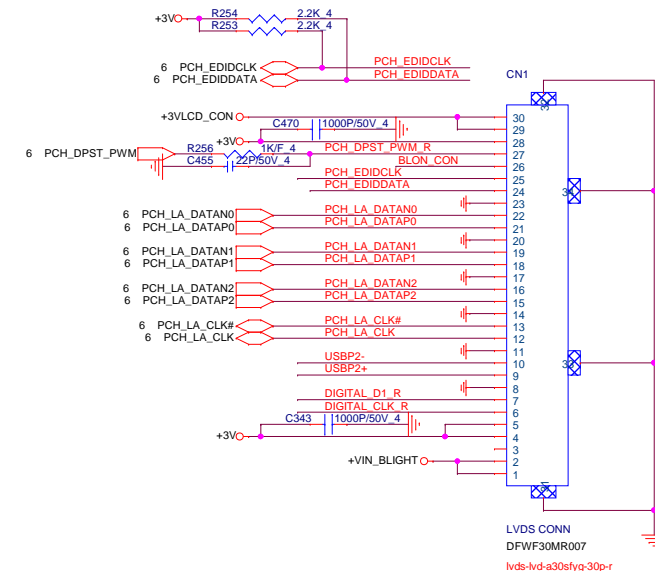 R254 2.2K_4
+3V
R253 2.2K_4
6 PCH_EDIDCLK PCH_EDIDCLK
6 PCH_EDIDDATA PCH_EDIDDATA
CN1
+3VLCD_CON 30
C470 1000P/50V_4 29
+3V 28
6 PCH_DPST_PWM R256 1K/F_4 PCH_DPST_PWM_R 27
C455 22P/50V_4 BLON_CON 26
PCH_EDIDCLK 25
PCH_EDIDDATA 24
23
6 PCH_LA_DATAN0 PCH_LA_DATAN0 22
6 PCH_LA_DATAP0 PCH_LA_DATAP0 21
20
6 PCH_LA_DATAN1 PCH_LA_DATAN1 19
6 PCH_LA_DATAP1 PCH_LA_DATAP1 18
17
6 PCH_LA_DATAN2 PCH_LA_DATAN2 16
6 PCH_LA_DATAP2 PCH_LA_DATAP2 15
14
6 PCH_LA_CLK# PCH_LA_CLK# 13
6 PCH_LA_CLK PCH_LA_CLK 12
11
USBP2- 10
USBP2+ 9
8
DIGITAL_D1_R 7
DIGITAL_CLK_R 6
C343 1000P/50V_4 5
+3V 4
3
+VIN_BLIGHT 2
1
33
31
LVDS CONN
DFWF30MR007
lvds-lvd-a30sfyg-30p-r